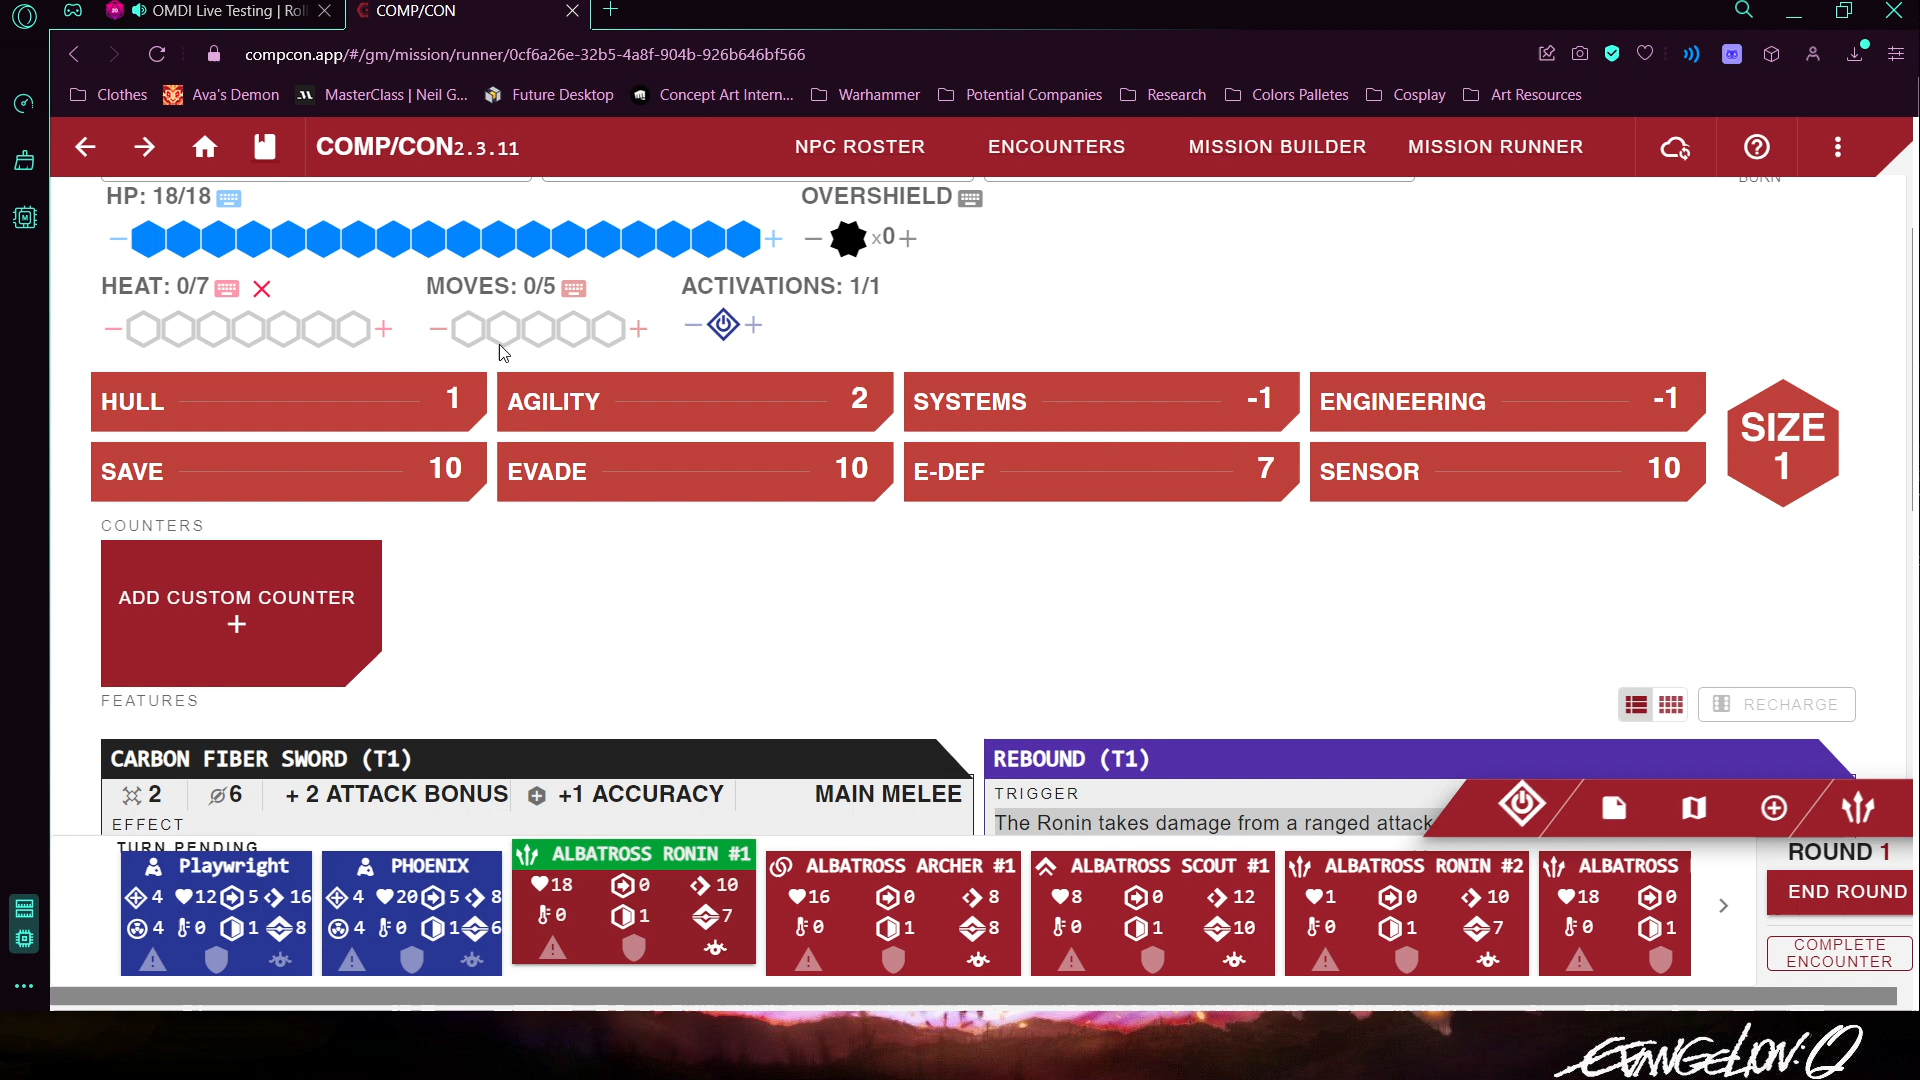 OMDI Live Testing | Roll
COMP/CON
compcon.app/#/gm/mission/runner/0cf6a26e-32b5-4a8f-904b-926b646bf566
Clothes
Ava's Demon
MasterClass | Neil G...
Future Desktop
Concept Art Intern...
Warhammer
Potential Companies
Research
Colors Palletes
Cosplay
Art Resources
COMP/CON2.3.11
NPC ROSTER
ENCOUNTERS
MISSION BUILDER
MISSION RUNNER
BURN
HP: 18/18
OVERSHIELD
x0
HEAT: 0/7
MOVES: 0/5
ACTIVATIONS: 1/1
HULL 1
AGILITY 2
SYSTEMS -1
ENGINEERING -1
SIZE
1
SAVE 10
EVADE 10
E-DEF 7
SENSOR 10
COUNTERS
ADD CUSTOM COUNTER
+
FEATURES
RECHARGE
CARBON FIBER SWORD (T1)
REBOUND (T1)
2 6 + 2 ATTACK BONUS +1 ACCURACY MAIN MELEE
TRIGGER
EFFECT
The Ronin takes damage from a ranged attack
TURN PENDING
Playwright
4 12 5 16
4 0 1 8
PHOENIX
4 20 5 8
4 0 1 6
ALBATROSS RONIN #1
18 0 10
0 1 7
ALBATROSS ARCHER #1
16 0 8
0 1 8
ALBATROSS SCOUT #1
8 0 12
0 1 10
ALBATROSS RONIN #2
1 0 10
0 1 7
ALBATROSS
18 0
0 1
ROUND 1
END ROUND
COMPLETE
ENCOUNTER
EVANGELION:Q